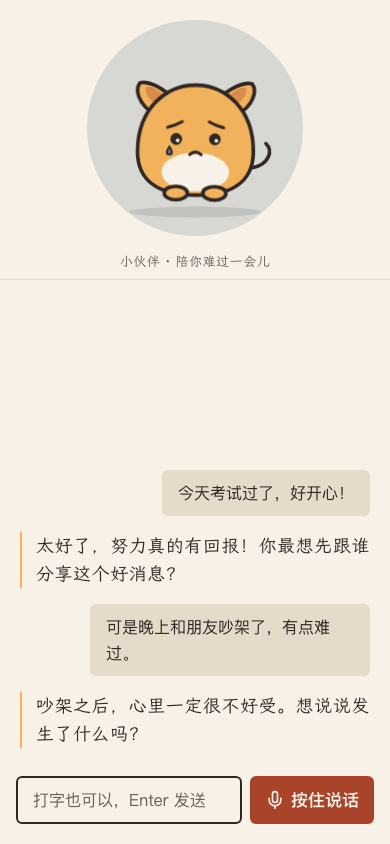 小伙伴・陪你难过一会儿
今天考试过了，好开心！
太好了，努力真的有回报！你最想先跟谁
分享这个好消息？
可是晚上和朋友吵架了，有点难
过。
吵架之后，心里一定很不好受。想说说发
生了什么吗？
打字也可以，Enter 发送
按住说话